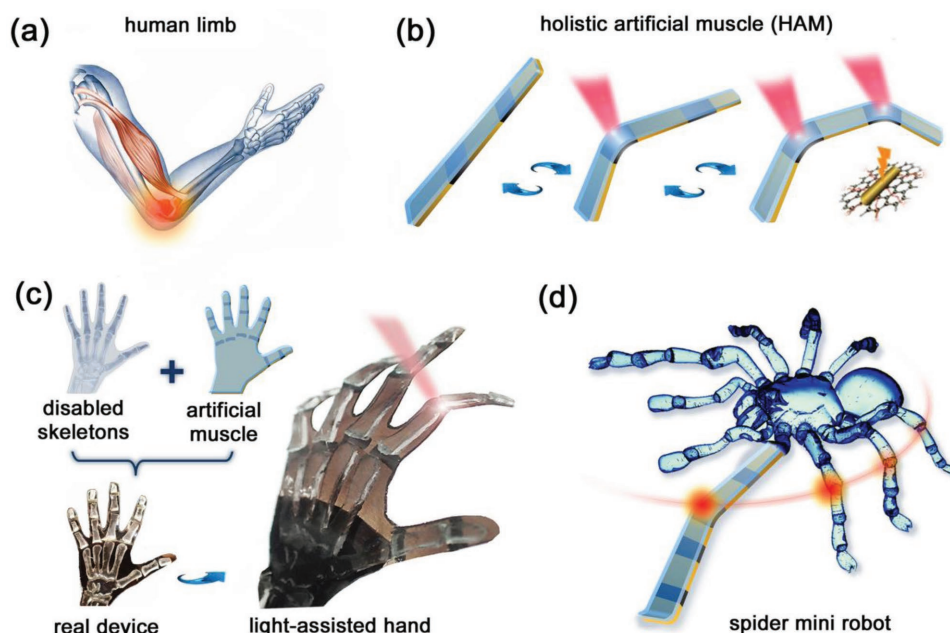 (a)
human limb
(b)
holistic artificial muscle (HAM)
(c)
disabled
skeletons
+
artificial
muscle
real device
light-assisted hand
(d)
spider mini robot